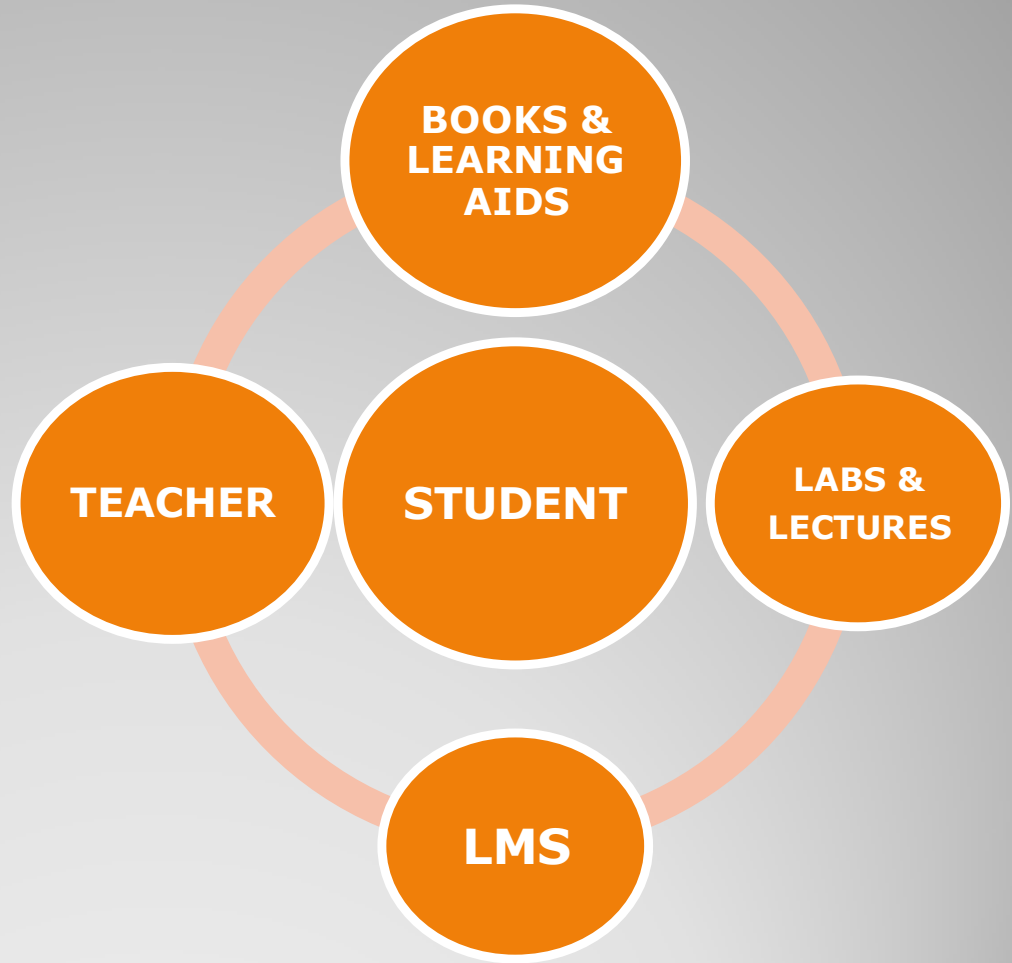 BOOKS &
LEARNING
AIDS
TEACHER
STUDENT
LABS &
LECTURES
LMS